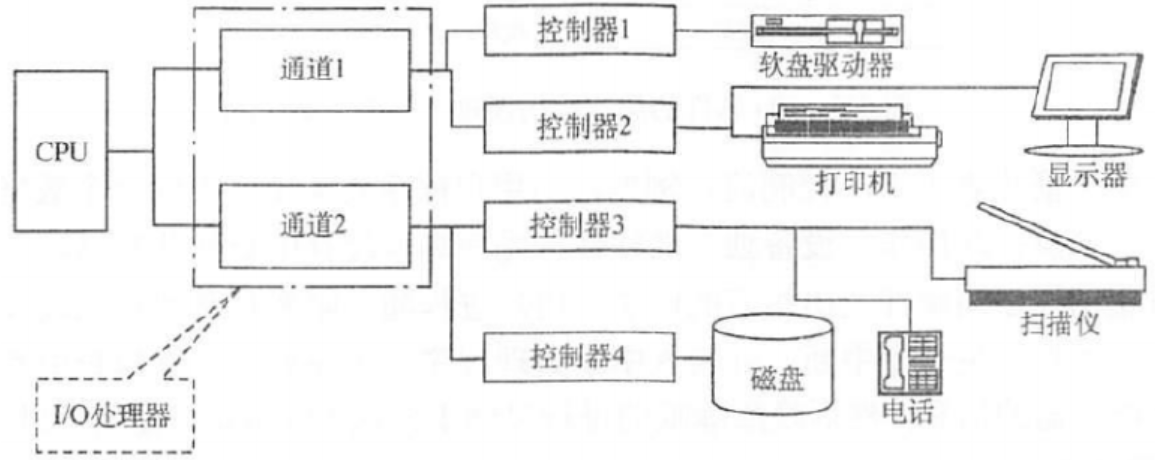 控制器1
软盘驱动器
通道1
控制器2
打印机
显示器
CPU
通道2
控制器3
扫描仪
控制器4
磁盘
电话
I/O处理器